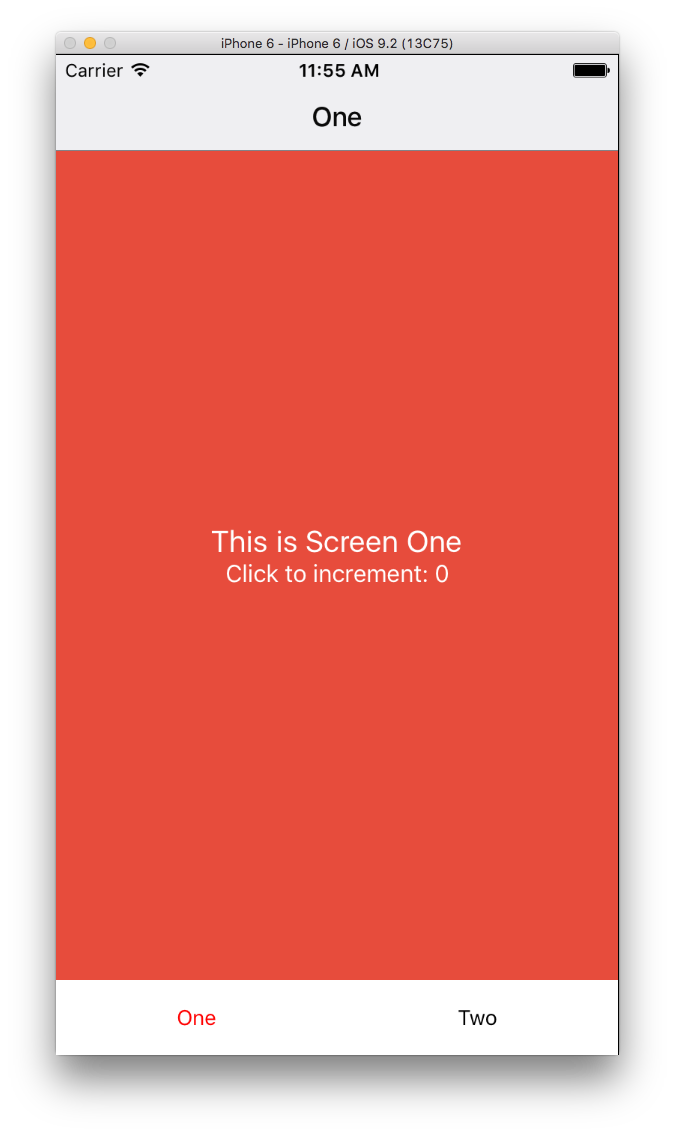 iPhone 6 - iPhone 6 / iOS 9.2 (13C75)
Carrier 11:55 AM
One
This is Screen One
Click to increment: 0
One Two